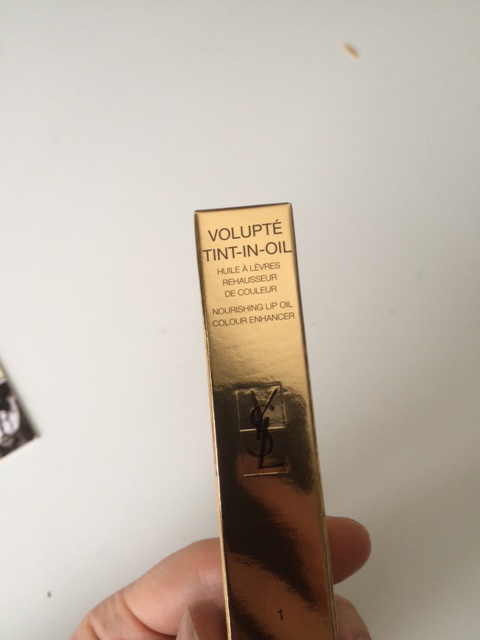 VOLUPTÉ
TINT-IN-OIL
HUILE À LÈVRES
REHAUSSEUR
DE COULEUR
NOURISHING LIP OIL
COLOUR ENHANCER
YSL
1